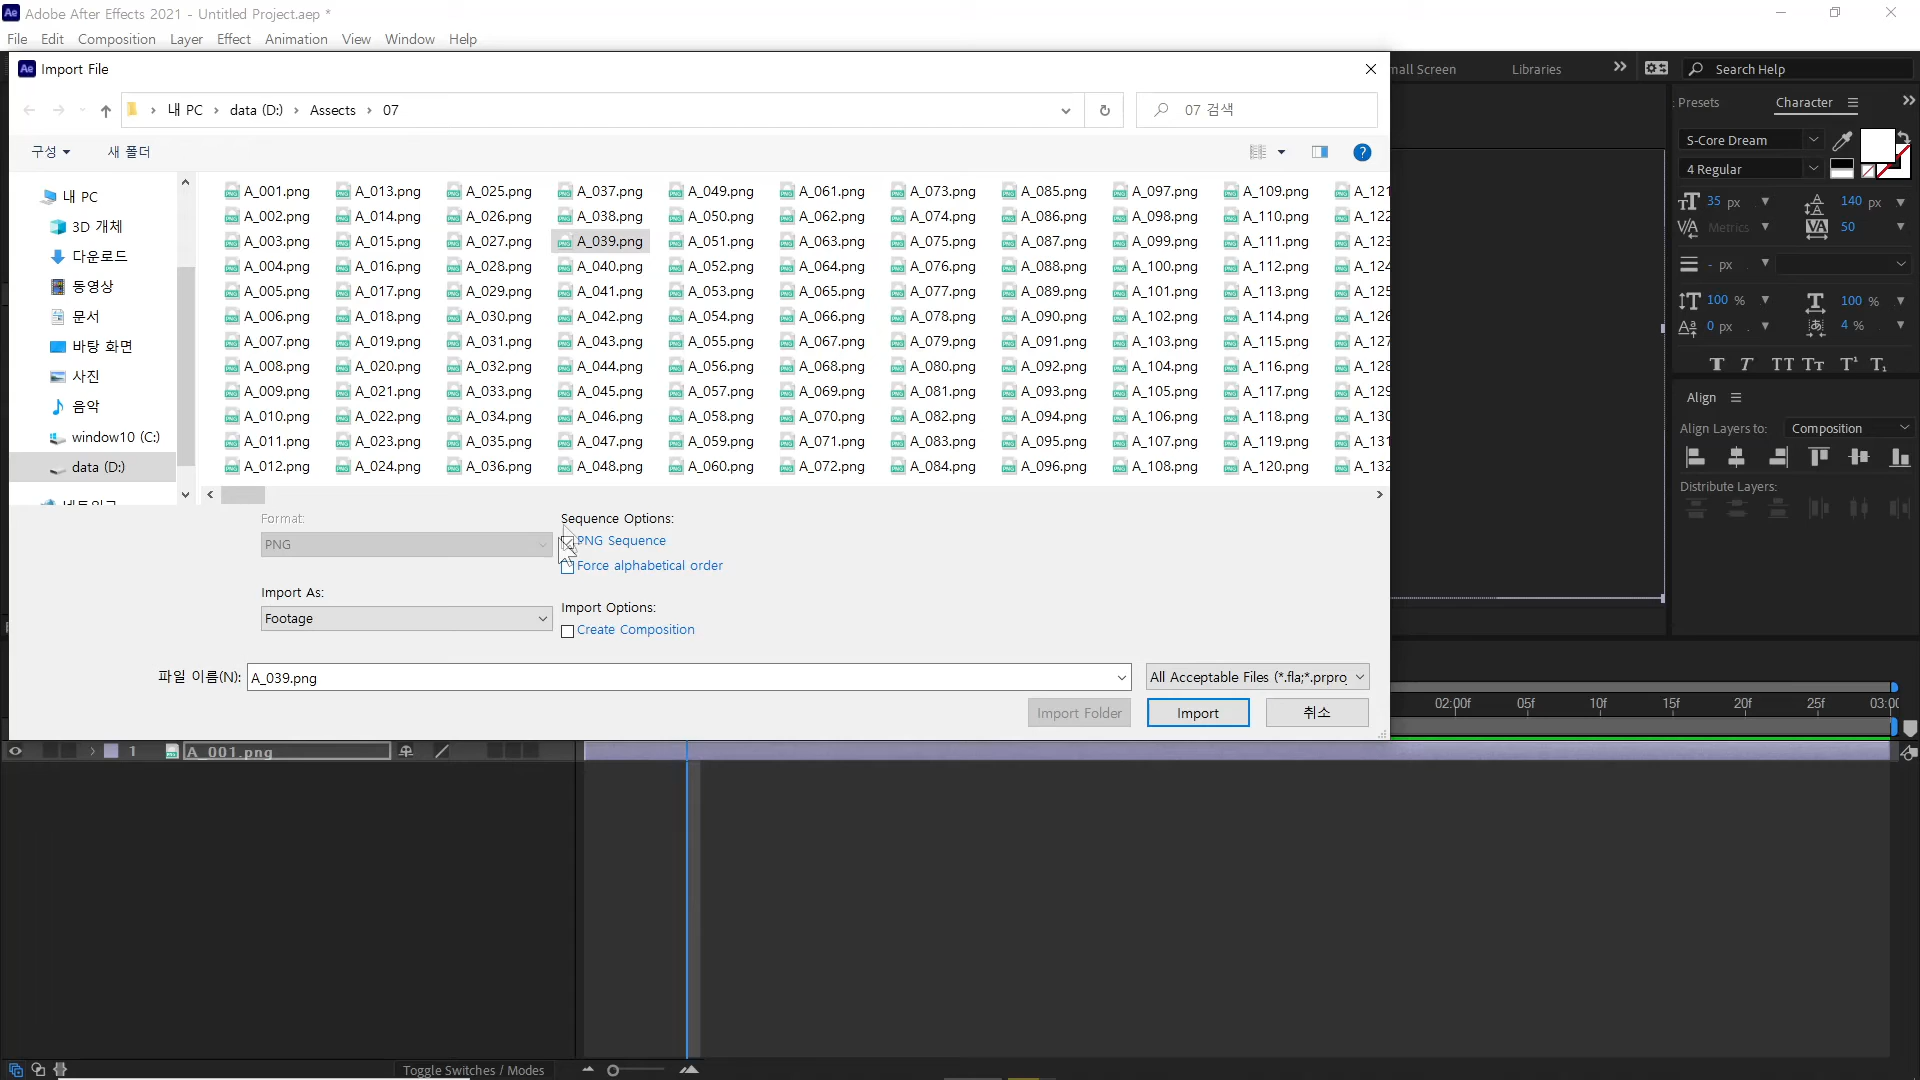 Adobe After Effects 2021 - Untitled Project.aep *
File Edit Composition Layer Effect Animation View Window Help
Import File
mall Screen Libraries Search Help
내 PC data (D:) Assects 07
07 검색
Presets Character
구성 새 폴더
S-Core Dream
4 Regular
35 px 140 px
Metrics 50
- px
100 % 100 %
0 px 4 %
내 PC
3D 개체
다운로드
동영상
문서
바탕 화면
사진
음악
window10 (C:)
data (D:)
A_001.png A_013.png A_025.png A_037.png A_049.png A_061.png A_073.png A_085.png A_097.png A_109.png A_121
A_002.png A_014.png A_026.png A_038.png A_050.png A_062.png A_074.png A_086.png A_098.png A_110.png A_122
A_003.png A_015.png A_027.png A_039.png A_051.png A_063.png A_075.png A_087.png A_099.png A_111.png A_123
A_004.png A_016.png A_028.png A_040.png A_052.png A_064.png A_076.png A_088.png A_100.png A_112.png A_124
A_005.png A_017.png A_029.png A_041.png A_053.png A_065.png A_077.png A_089.png A_101.png A_113.png A_125
A_006.png A_018.png A_030.png A_042.png A_054.png A_066.png A_078.png A_090.png A_102.png A_114.png A_126
A_007.png A_019.png A_031.png A_043.png A_055.png A_067.png A_079.png A_091.png A_103.png A_115.png A_127
A_008.png A_020.png A_032.png A_044.png A_056.png A_068.png A_080.png A_092.png A_104.png A_116.png A_128
A_009.png A_021.png A_033.png A_045.png A_057.png A_069.png A_081.png A_093.png A_105.png A_117.png A_129
A_010.png A_022.png A_034.png A_046.png A_058.png A_070.png A_082.png A_094.png A_106.png A_118.png A_130
A_011.png A_023.png A_035.png A_047.png A_059.png A_071.png A_083.png A_095.png A_107.png A_119.png A_131
A_012.png A_024.png A_036.png A_048.png A_060.png A_072.png A_084.png A_096.png A_108.png A_120.png A_132
Align
Align Layers to: Composition
Distribute Layers:
Format:
PNG
Sequence Options:
PNG Sequence
Force alphabetical order
Import As:
Footage
Import Options:
Create Composition
파일 이름(N): A_039.png All Acceptable Files (*.fla;*.prpro
Import Folder Import 취소
02:00f 05f 10f 15f 20f 25f 03:00
1 A_001.png
Toggle Switches / Modes